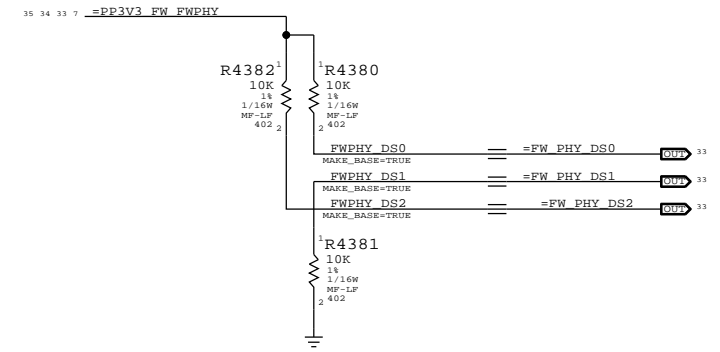 35 34 33 7 =PP3V3_FW_FWPHY
R4382 1
10K
1%
1/16W
MF-LF
402
2
1 R4380
10K
1%
1/16W
MF-LF
402
2
FWPHY_DS0 =FW_PHY_DS0 OUT 33
MAKE_BASE=TRUE
FWPHY_DS1 =FW_PHY_DS1 OUT 33
MAKE_BASE=TRUE
FWPHY_DS2 =FW_PHY_DS2 OUT 33
MAKE_BASE=TRUE
1 R4381
10K
1%
1/16W
MF-LF
2 402